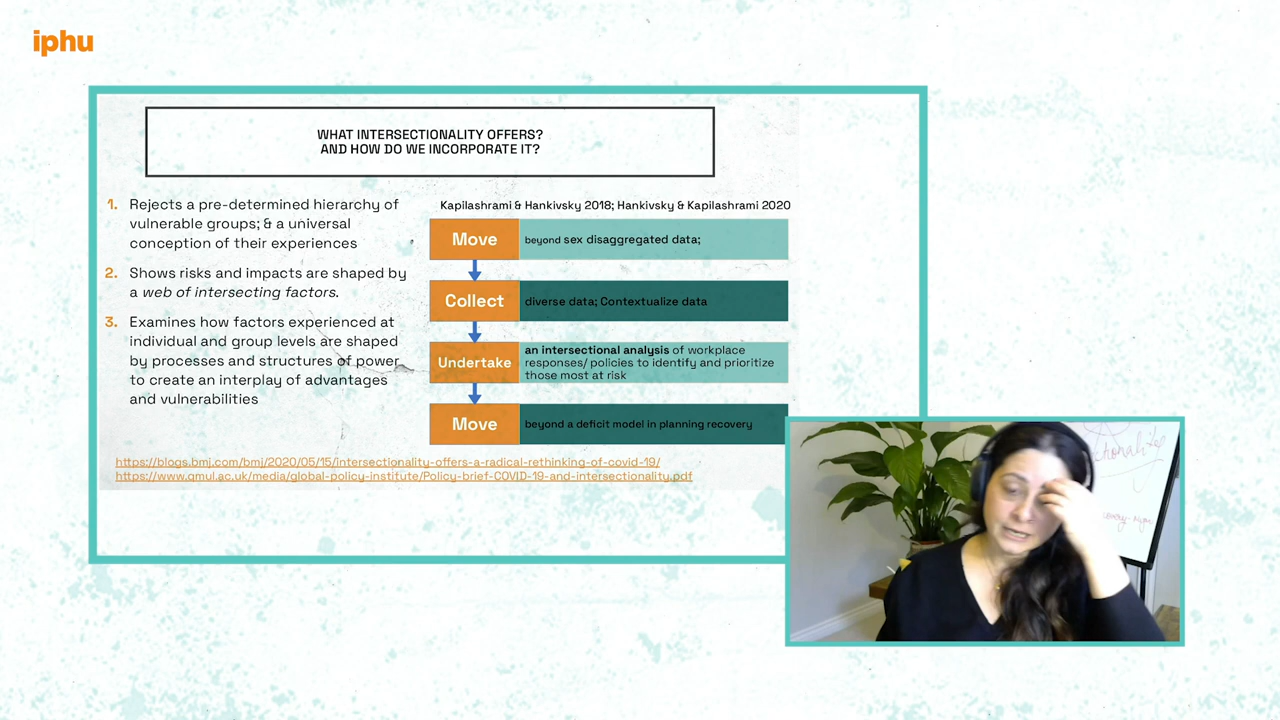 iphu
WHAT INTERSECTIONALITY OFFERS?
AND HOW DO WE INCORPORATE IT?
1. Rejects a pre-determined hierarchy of
vulnerable groups; & a universal
conception of their experiences
2. Shows risks and impacts are shaped by
a web of intersecting factors.
3. Examines how factors experienced at
individual and group levels are shaped
by processes and structures of power
to create an interplay of advantages
and vulnerabilities
Kapilashrami & Hankivsky 2018; Hankivsky & Kapilashrami 2020
Move
beyond sex disaggregated data;
Collect
diverse data; Contextualize data
Undertake
an intersectional analysis of workplace
responses/ policies to identify and prioritize
those most at risk
Move
beyond a deficit model in planning recovery
https://blogs.bmj.com/bmj/2020/05/15/intersectionality-offers-a-radical-rethinking-of-covid-19/
https://www.qmul.ac.uk/media/global-policy-institute/Policy-brief-COVID-19-and-intersectionality.pdf